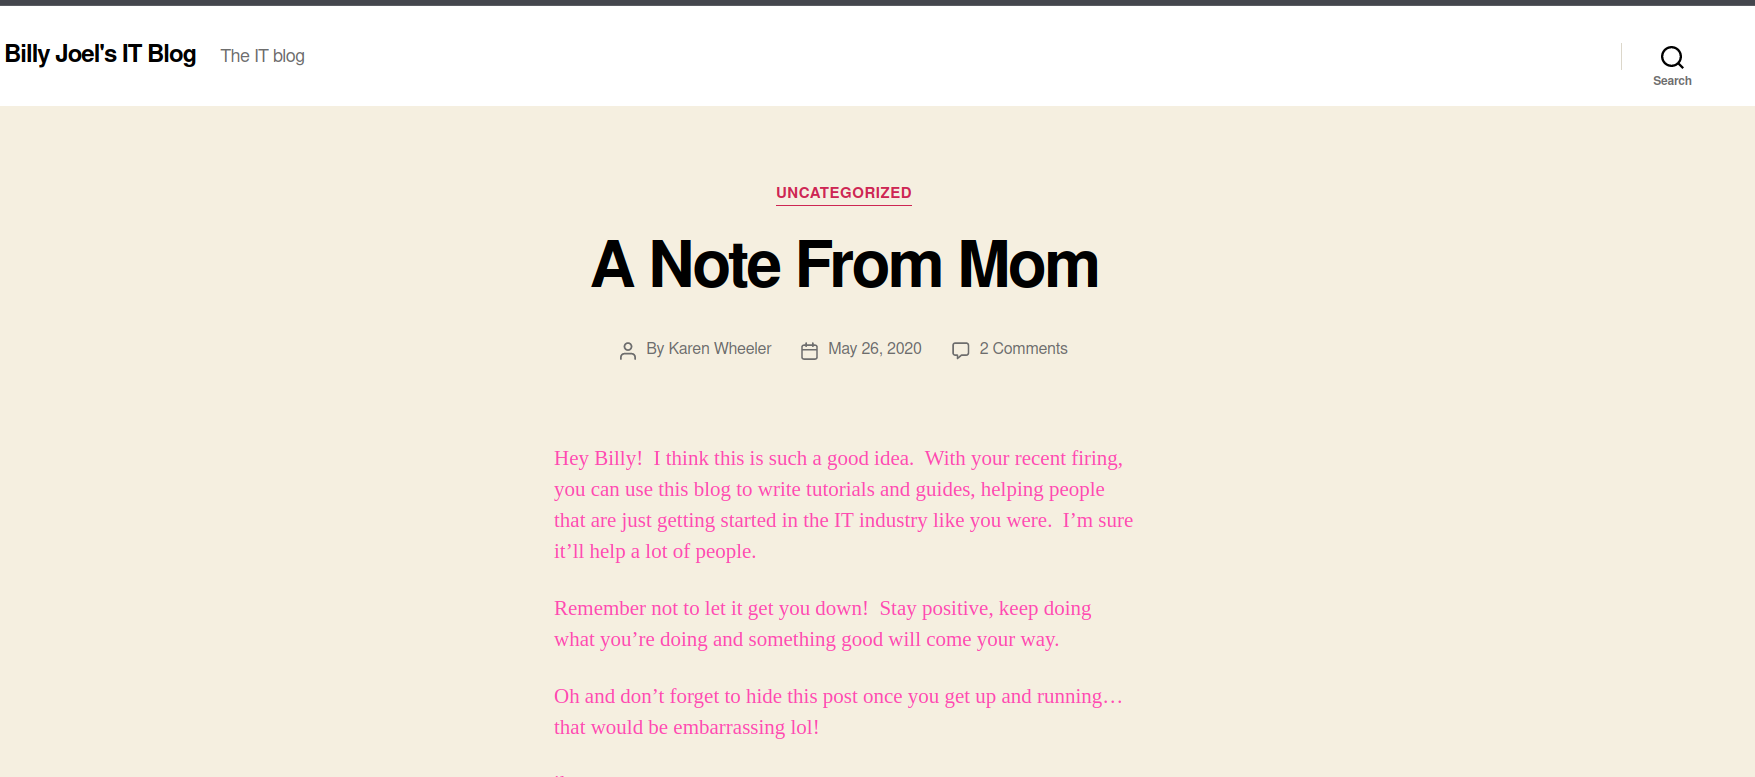 Billy Joel's IT Blog The IT blog
Search
UNCATEGORIZED
A Note From Mom
By Karen Wheeler May 26, 2020 2 Comments
Hey Billy!  I think this is such a good idea.  With your recent firing,
you can use this blog to write tutorials and guides, helping people
that are just getting started in the IT industry like you were.  I’m sure
it’ll help a lot of people.
Remember not to let it get you down!  Stay positive, keep doing
what you’re doing and something good will come your way.
Oh and don’t forget to hide this post once you get up and running…
that would be embarrassing lol!